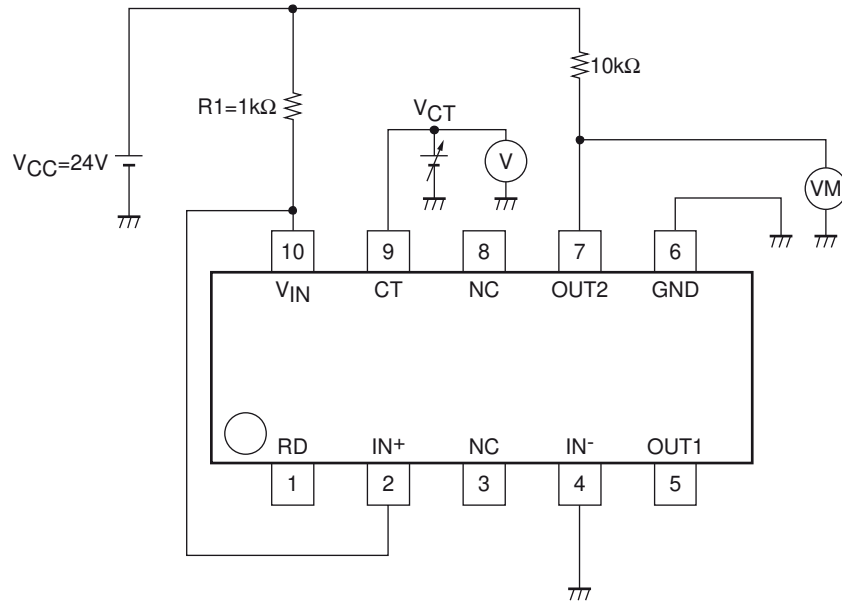 10kΩ
R1=1kΩ
VCT
VCC=24V
V
VM
10 9 8 7 6
VIN CT NC OUT2 GND
RD IN+ NC IN- OUT1
1 2 3 4 5